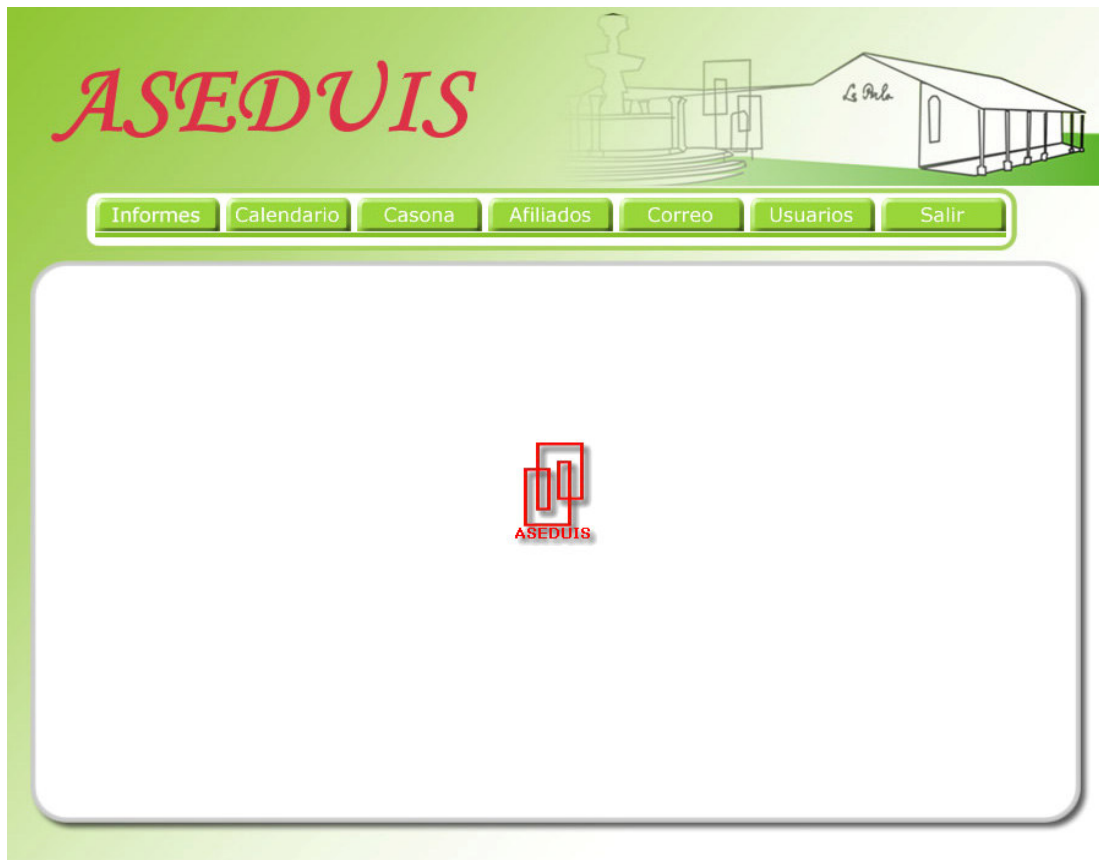 ASEDUIS
La Perla
Informes Calendario Casona Afiliados Correo Usuarios Salir
ASEDUIS